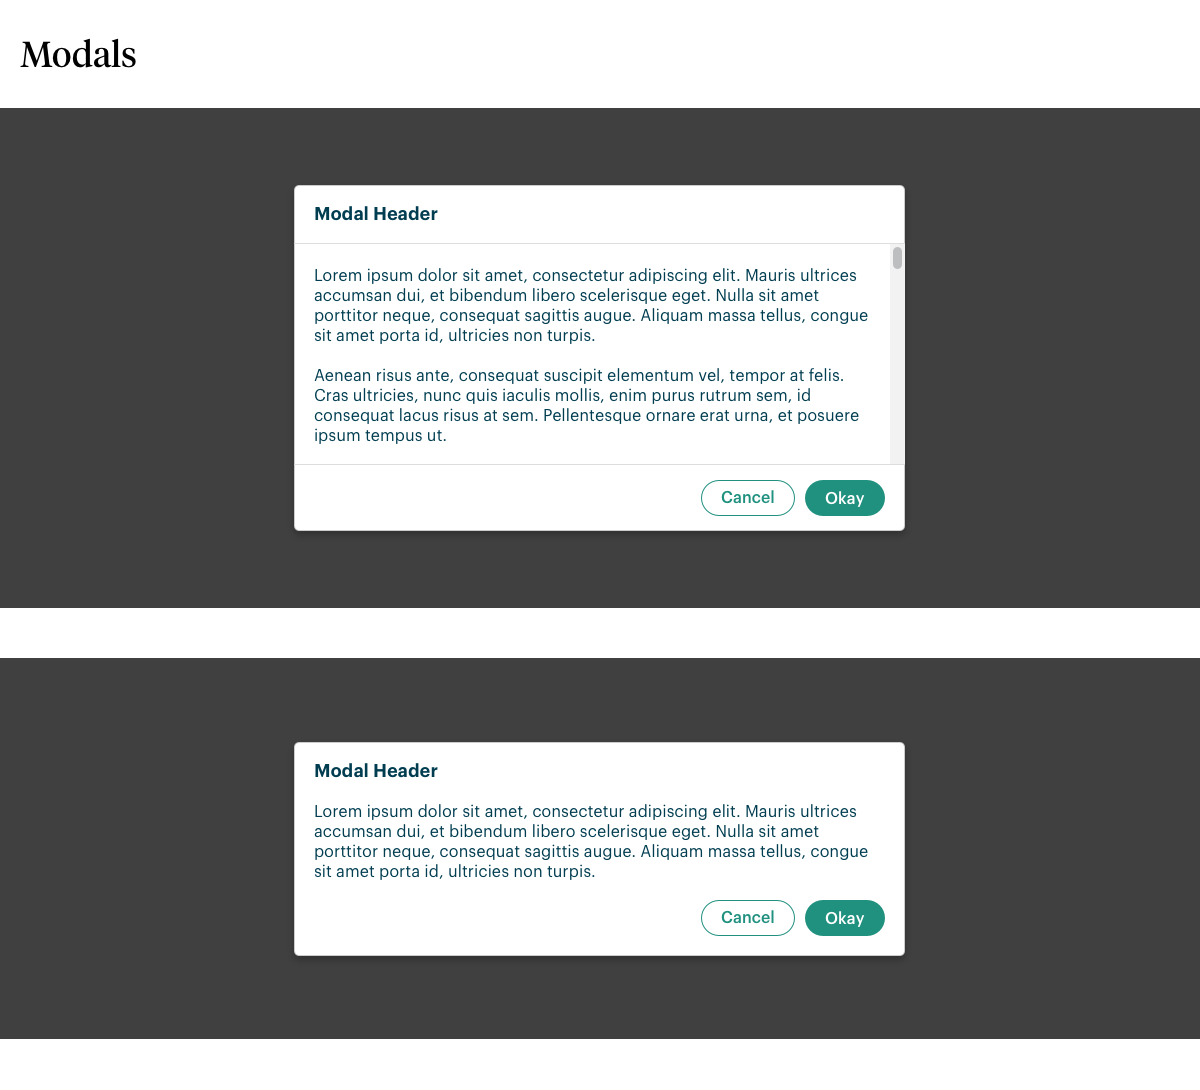 Modals
Modal Header
Lorem ipsum dolor sit amet, consectetur adipiscing elit. Mauris ultrices
accumsan dui, et bibendum libero scelerisque eget. Nulla sit amet
porttitor neque, consequat sagittis augue. Aliquam massa tellus, congue
sit amet porta id, ultricies non turpis.
Aenean risus ante, consequat suscipit elementum vel, tempor at felis.
Cras ultricies, nunc quis iaculis mollis, enim purus rutrum sem, id
consequat lacus risus at sem. Pellentesque ornare erat urna, et posuere
ipsum tempus ut.
Cancel Okay
Modal Header
Lorem ipsum dolor sit amet, consectetur adipiscing elit. Mauris ultrices
accumsan dui, et bibendum libero scelerisque eget. Nulla sit amet
porttitor neque, consequat sagittis augue. Aliquam massa tellus, congue
sit amet porta id, ultricies non turpis.
Cancel Okay